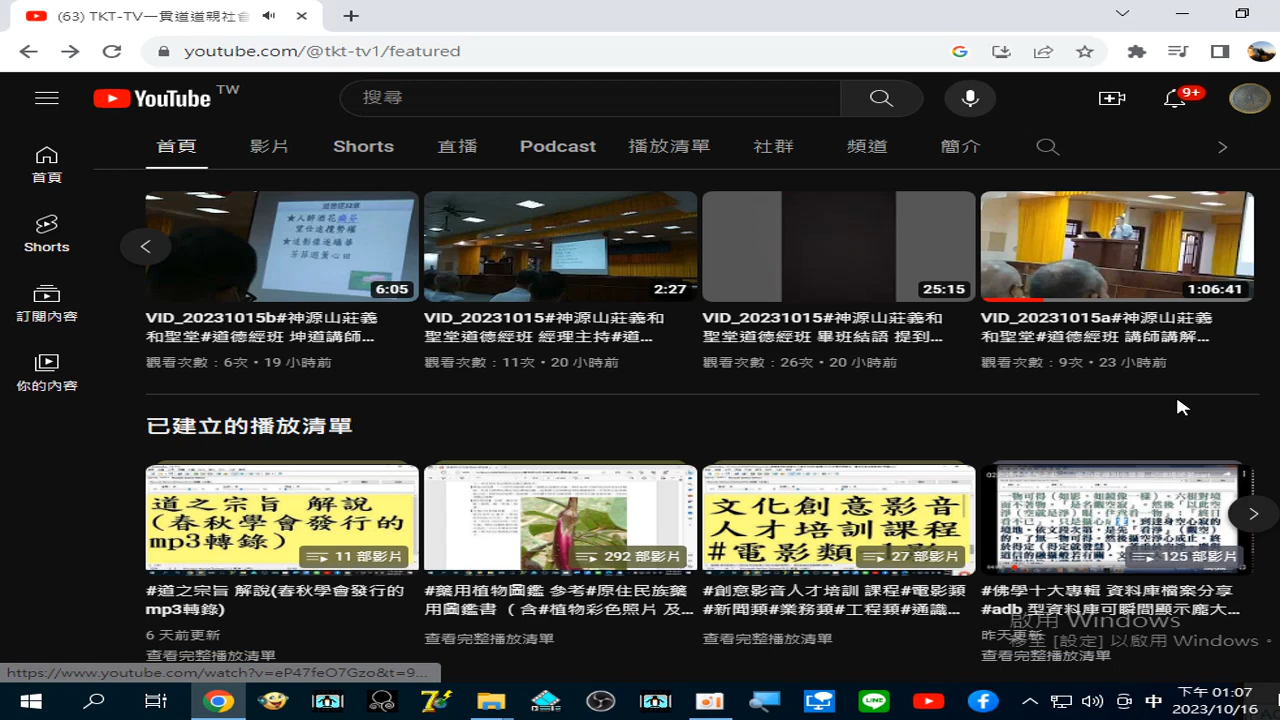 (63) TKT-TV一貫道道親社會
youtube.com/@tkt-tv1/featured
YouTube TW
搜尋
9+
首頁
影片
Shorts
直播
Podcast
播放清單
社群
頻道
簡介
首頁
Shorts
訂閱內容
你的內容
6:05
2:27
25:15
1:06:41
VID_20231015b#神源山莊義
和聖堂#道德經班 坤道講師...
觀看次數：6次・19 小時前
VID_20231015#神源山莊義和
聖堂道德經班 經理主持#道...
觀看次數：11次・20 小時前
VID_20231015#神源山莊義和
聖堂道德經班 畢班結語 提到...
觀看次數：26次・20 小時前
VID_20231015a#神源山莊義
和聖堂#道德經班 講師講解...
觀看次數：9次・23 小時前
已建立的播放清單
道之宗旨 解說
(春秋學會發行的
mp3轉錄)
11 部影片
292 部影片
文化創意影音
人才培訓課程
#電影類
27 部影片
125 部影片
#道之宗旨 解說(春秋學會發行的
mp3轉錄)
6 天前更新
查看完整播放清單
#藥用植物圖鑑 參考#原住民族藥
用圖鑑書（含#植物彩色照片 及...
查看完整播放清單
#創意影音人才培訓 課程#電影類
#新聞類#業務類#工程類#通識...
查看完整播放清單
#佛學十大專輯 資料庫檔案分享
#adb 型資料庫可瞬間顯示龐大...
昨天更新
查看完整播放清單
啟用 Windows
移至 [設定] 以啟用 Windows。
https://www.youtube.com/watch?v=eP47feO7Gzo&t=9...
中
下午 01:07
2023/10/16